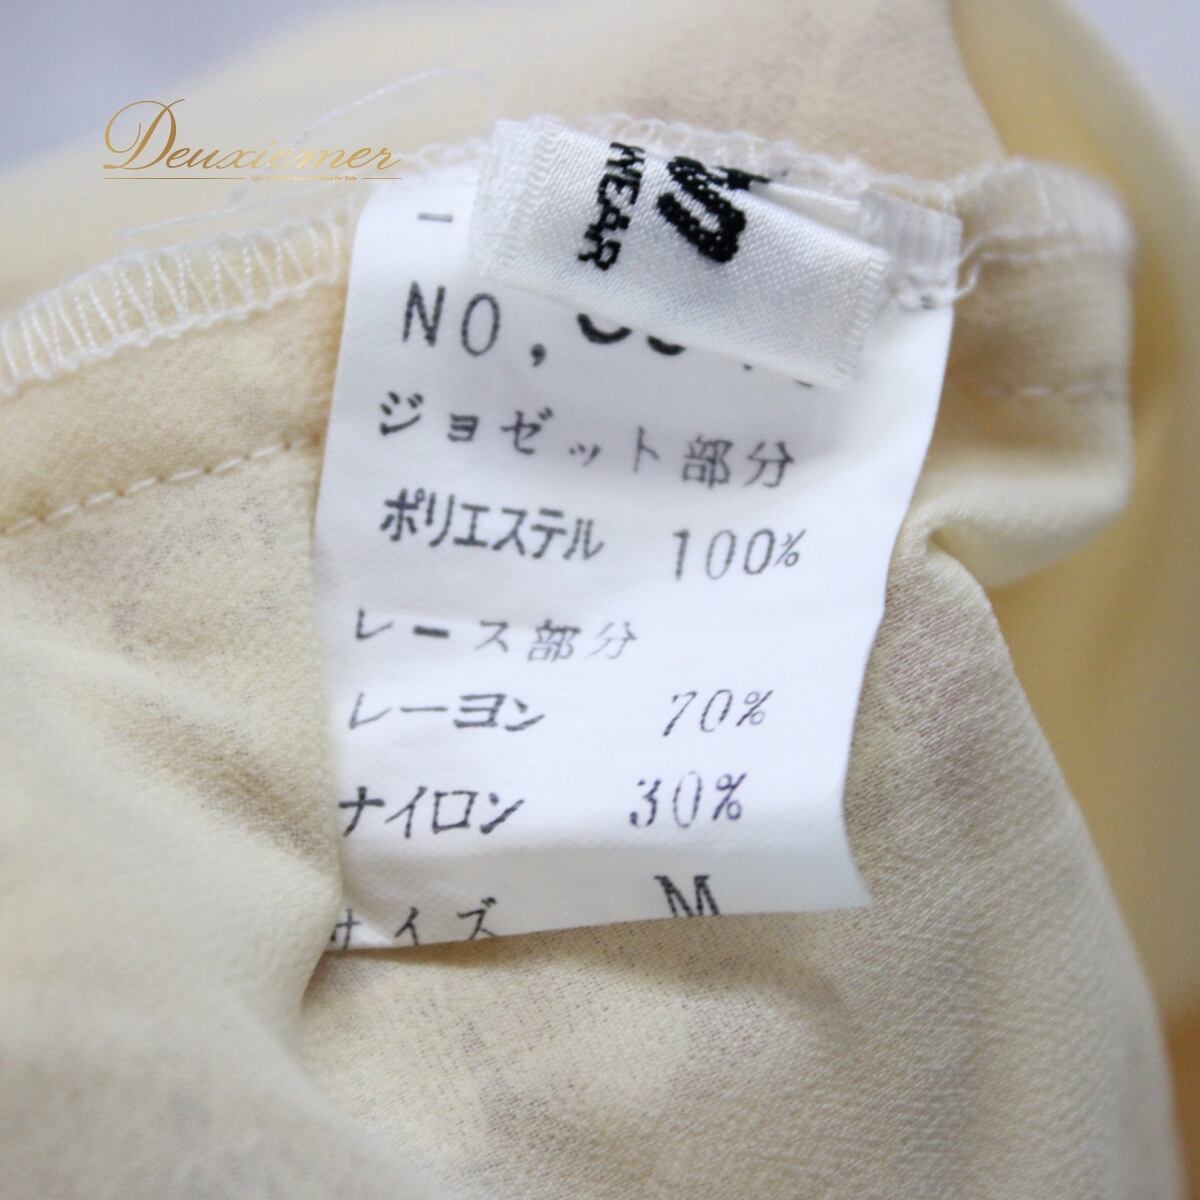 Deuxiemer
WEAR
NO,
ジョゼット部分
ポリエステル 100%
レース部分
レーヨン 70%
ナイロン 30%
サイズ M